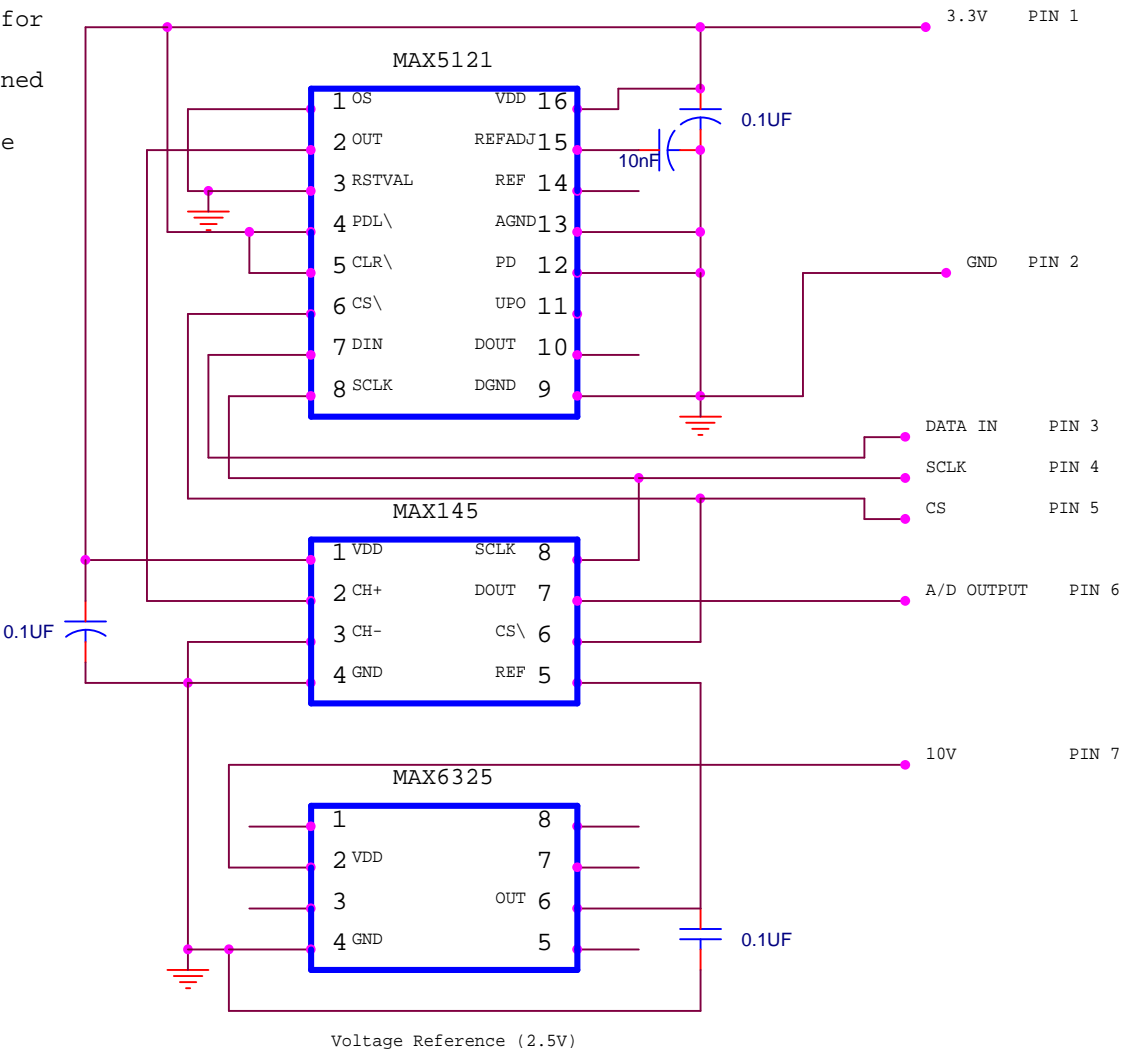 for
ned
e
3.3V PIN 1
MAX5121
1 OS VDD 16
2 OUT REFADJ 15
3 RSTVAL REF 14
4 PDL\ AGND 13
5 CLR\ PD 12
6 CS\ UPO 11
7 DIN DOUT 10
8 SCLK DGND 9
0.1UF
10nF
GND PIN 2
DATA IN PIN 3
SCLK PIN 4
CS PIN 5
MAX145
1 VDD SCLK 8
2 CH+ DOUT 7
3 CH- CS\ 6
4 GND REF 5
A/D OUTPUT PIN 6
0.1UF
10V PIN 7
MAX6325
1 8
2 VDD 7
3 OUT 6
4 GND 5
0.1UF
Voltage Reference (2.5V)